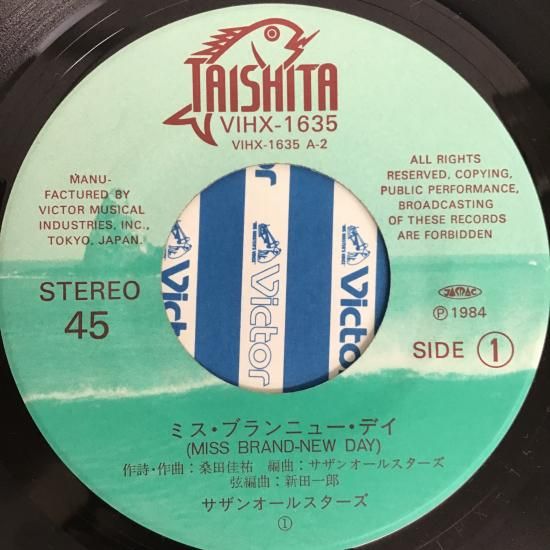 TAISHITA
VIHX-1635
VIHX-1635 A-2
MANU-
FACTURED BY
VICTOR MUSICAL
INDUSTRIES, INC.,
TOKYO, JAPAN.
ALL RIGHTS
RESERVED, COPYING,
PUBLIC PERFORMANCE,
BROADCASTING
OF THESE RECORDS
ARE FORBIDDEN
STEREO
45
Victor
Victor
Victor
JASRAC
Ⓟ1984
SIDE ①
ミス・ブランニュー・デイ
(MISS BRAND-NEW DAY)
作詩・作曲:桑田佳祐 編曲:サザンオールスターズ
弦編曲:新田一郎
サザンオールスターズ
①